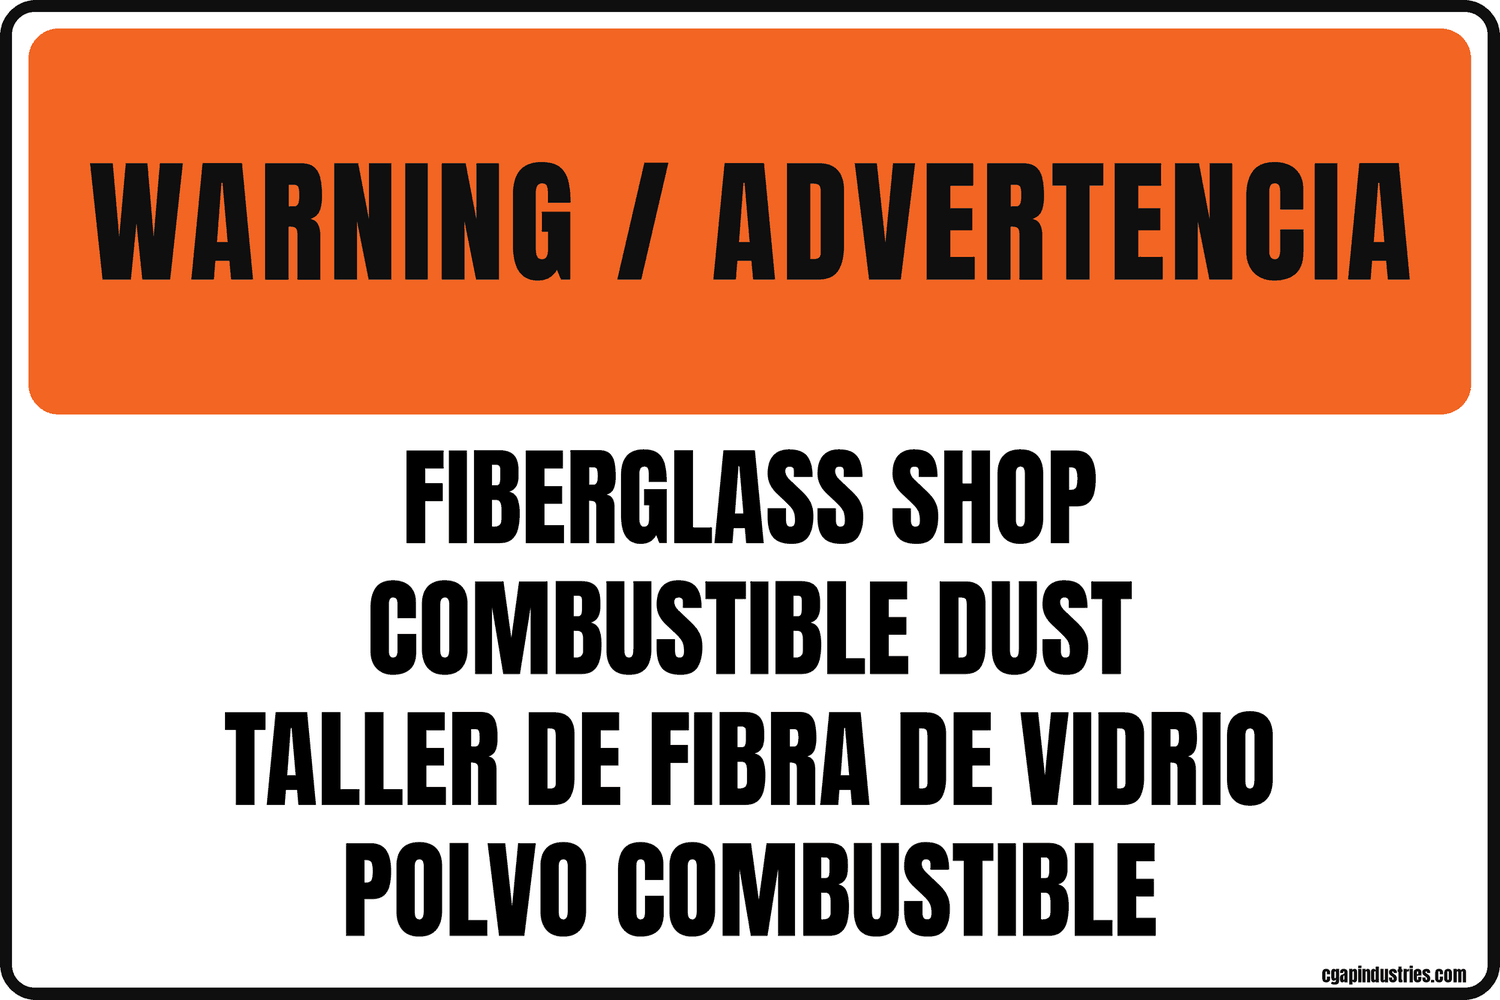 WARNING / ADVERTENCIA
FIBERGLASS SHOP
COMBUSTIBLE DUST
TALLER DE FIBRA DE VIDRIO
POLVO COMBUSTIBLE
cgapindustries.com